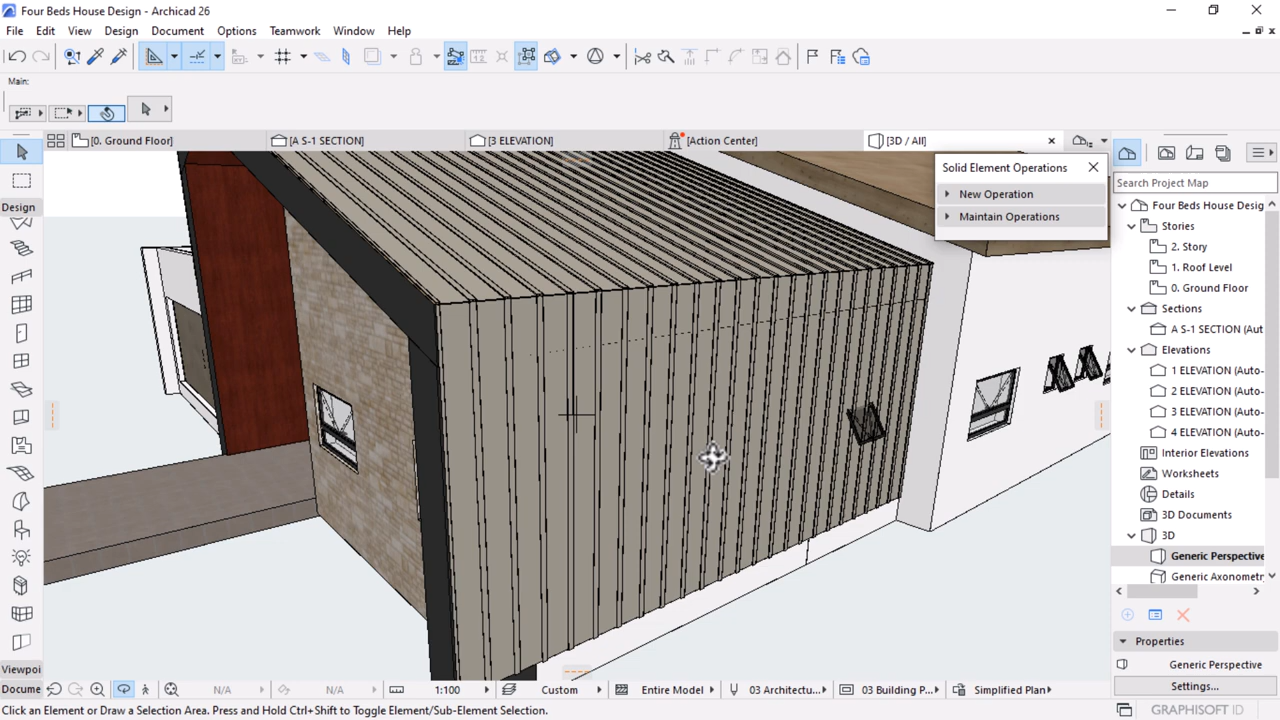 Four Beds House Design - Archicad 26
File Edit View Design Document Options Teamwork Window Help
Main:
[0. Ground Floor] [A S-1 SECTION] [3 ELEVATION] [Action Center] [3D / All]
Solid Element Operations
New Operation
Maintain Operations
Search Project Map
Four Beds House Desig
Stories
2. Story
1. Roof Level
0. Ground Floor
Sections
A S-1 SECTION (Aut
Elevations
1 ELEVATION (Auto-
2 ELEVATION (Auto-
3 ELEVATION (Auto-
4 ELEVATION (Auto-
Interior Elevations
Worksheets
Details
3D Documents
3D
Generic Perspective
Generic Axonometr
Properties
Generic Perspective
Settings...
Design
Viewpoi
Docume
N/A N/A 1:100 Custom Entire Model 03 Architectu... 03 Building P... Simplified Plan
Click an Element or Draw a Selection Area. Press and Hold Ctrl+Shift to Toggle Element/Sub-Element Selection.
GRAPHISOFT ID